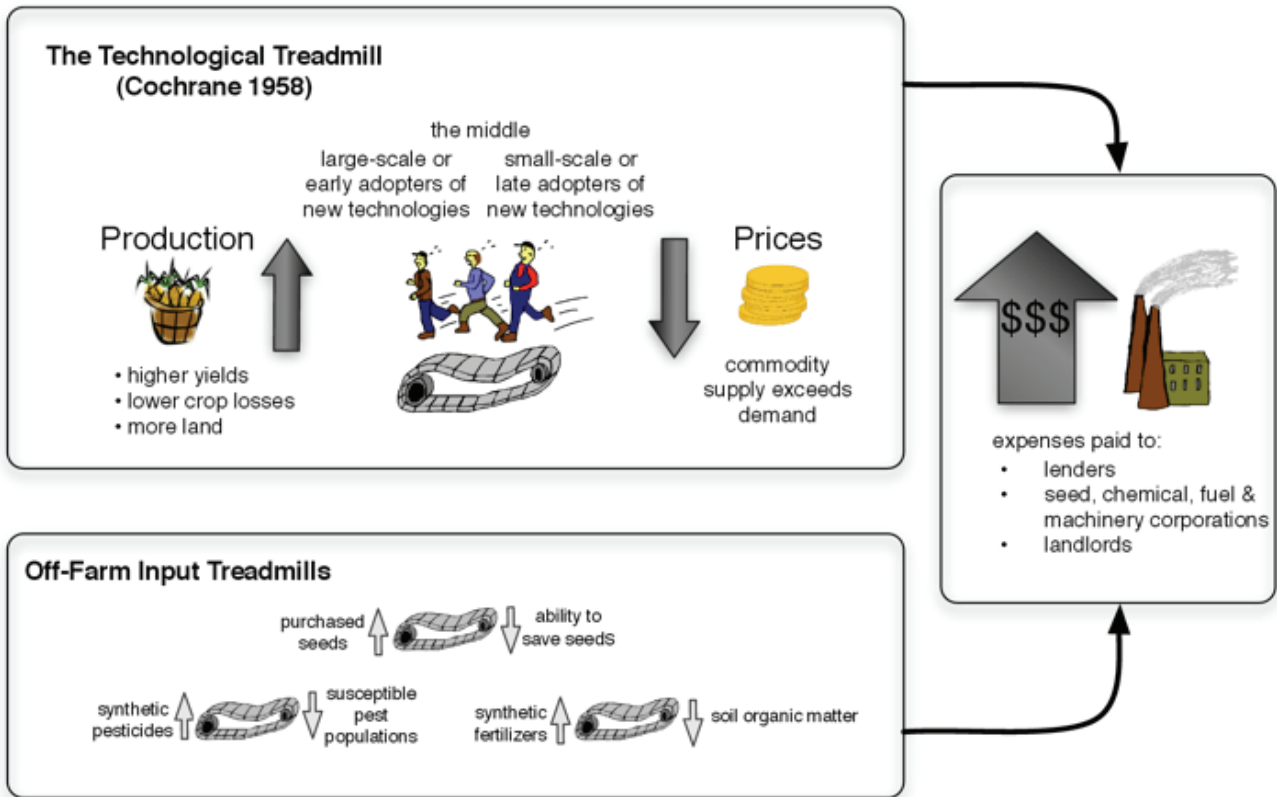 The Technological Treadmill
(Cochrane 1958)
the middle
large-scale or
early adopters of
new technologies
small-scale or
late adopters of
new technologies
Production
Prices
• higher yields
• lower crop losses
• more land
commodity
supply exceeds
demand
$$$
expenses paid to:
• lenders
• seed, chemical, fuel &
machinery corporations
• landlords
Off-Farm Input Treadmills
purchased
seeds
ability to
save seedS
synthetic
pesticides
susceptible
pest
populations
synthetic
fertilizers
soil organic matter